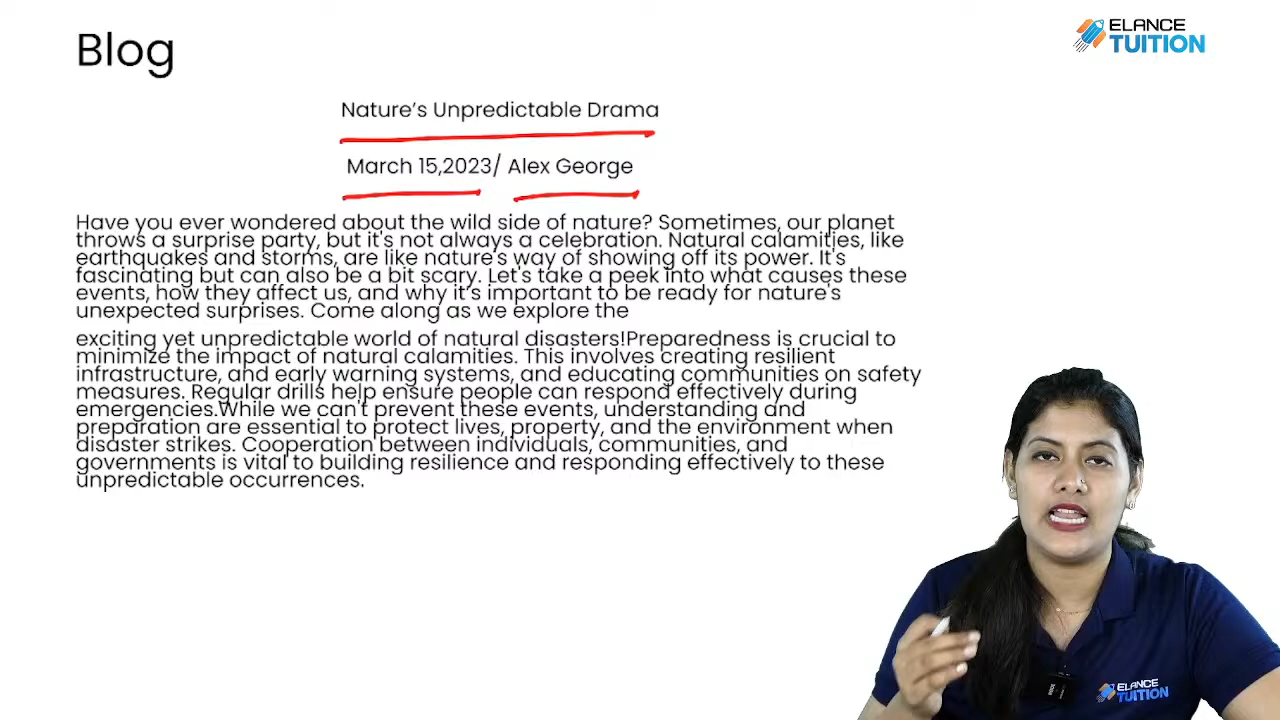 Blog
ELANCE
TUITION
Nature's Unpredictable Drama
March 15,2023/ Alex George
Have you ever wondered about the wild side of nature? Sometimes, our planet
throws a surprise party, but it's not always a celebration. Natural calamities, like
earthquakes and storms, are like nature's way of showing off its power. It's
fascinating but can also be a bit scary. Let's take a peek into what causes these
events, how they affect us, and why it's important to be ready for nature's
unexpected surprises. Come along as we explore the
exciting yet unpredictable world of natural disasters!Preparedness is crucial to
minimize the impact of natural calamities. This involves creating resilient
infrastructure, and early warning systems, and educating communities on safety
measures. Regular drills help ensure people can respond effectively during
emergencies.While we can't prevent these events, understanding and
preparation are essential to protect lives, property, and the environment when
disaster strikes. Cooperation between individuals, communities, and
governments is vital to building resilience and responding effectively to these
unpredictable occurrences.
ELANCE
TUITION